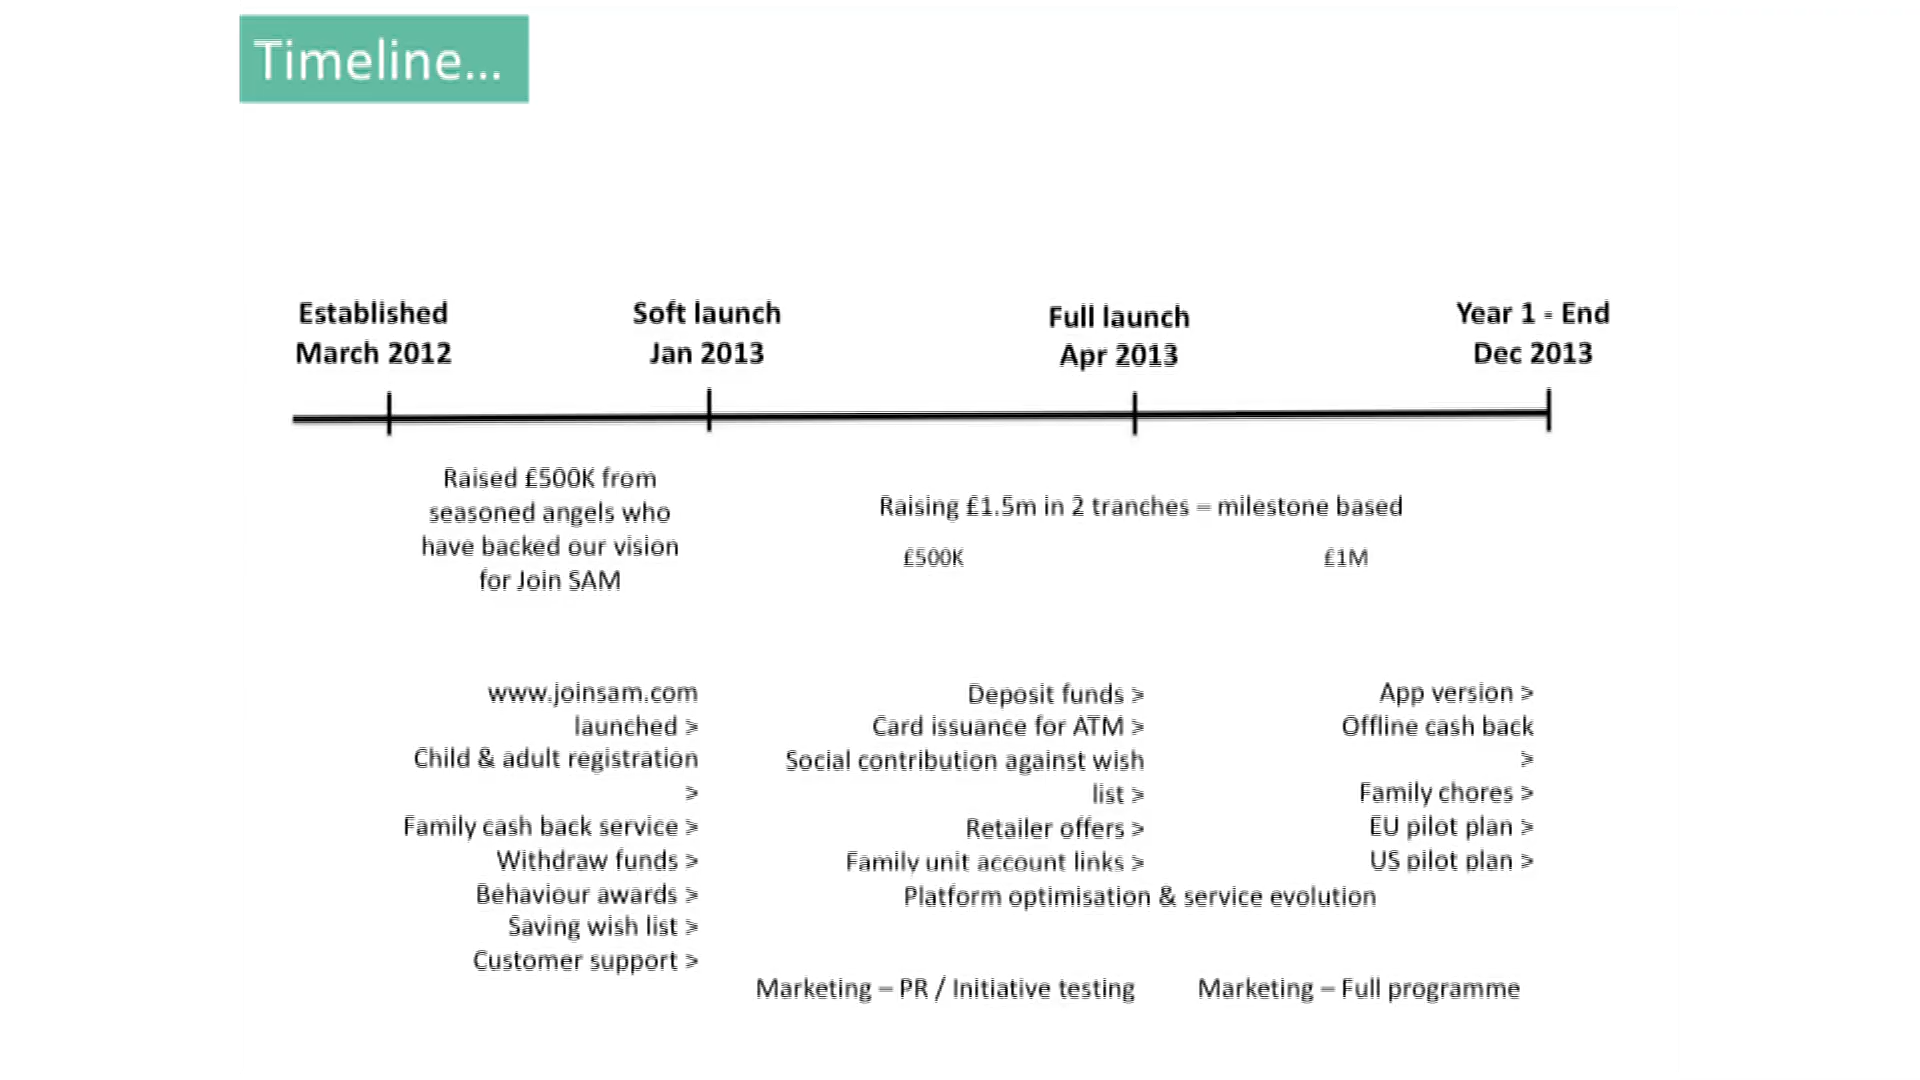 Timeline...
Established
March 2012
Soft launch
Jan 2013
Full launch
Apr 2013
Year 1 - End
Dec 2013
Raised £500K from
seasoned angels who
have backed our vision
for Join SAM
Raising £1.5m in 2 tranches – milestone based
£500K
£1M
www.joinsam.com
launched >
Child & adult registration
>
Family cash back service >
Withdraw funds >
Behaviour awards >
Saving wish list >
Customer support >
Deposit funds >
Card issuance for ATM >
Social contribution against wish
list >
Retailer offers >
Family unit account links >
App version >
Offline cash back
>
Family chores >
EU pilot plan >
US pilot plan >
Platform optimisation & service evolution
Marketing – PR / Initiative testing
Marketing – Full programme